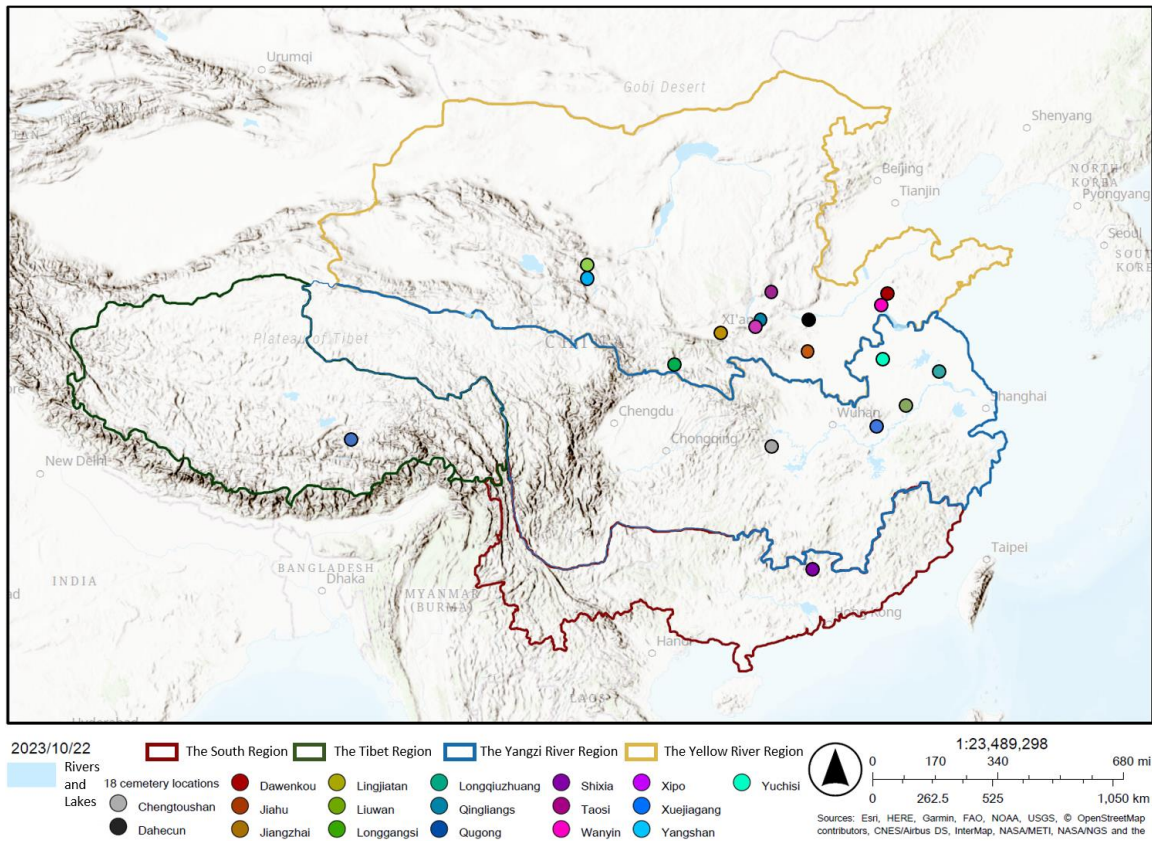 Urumqi
Gobi Desert
Shenyang
Beijing
NORTH
KOREA
Tianjin
Pyongyang
Seoul
SOUT
KORE
XI'a
Plateau of Tibet
CHINA
Chengdu
Wuhan
Shanghai
Chongqing
New Delhi
Taipei
BANGLADESH
INDIA
Dhaka
ad
MYANMAR
(BURMA)
Hong Kong
Hanoi
LAOS
Hyderabad
2023/10/22
The South Region
The Tibet Region
The Yangzi River Region
The Yellow River Region
1:23,489,298
Rivers
and
Lakes
18 cemetery locations
Chengtoushan
Dahecun
Dawenkou
Jiahu
Jiangzhai
Lingjiatan
Liuwan
Longgangsi
Longqiuzhuang
Qingliangs
Qugong
Shixia
Taosi
Wanyin
Xipo
Xuejiagang
Yangshan
Yuchisi
0 170 340 680 mi
0 262.5 525 1,050 km
Sources: Esri, HERE, Garmin, FAO, NOAA, USGS, © OpenStreetMap
contributors, CNES/Airbus DS, InterMap, NASA/METI, NASA/NGS and the